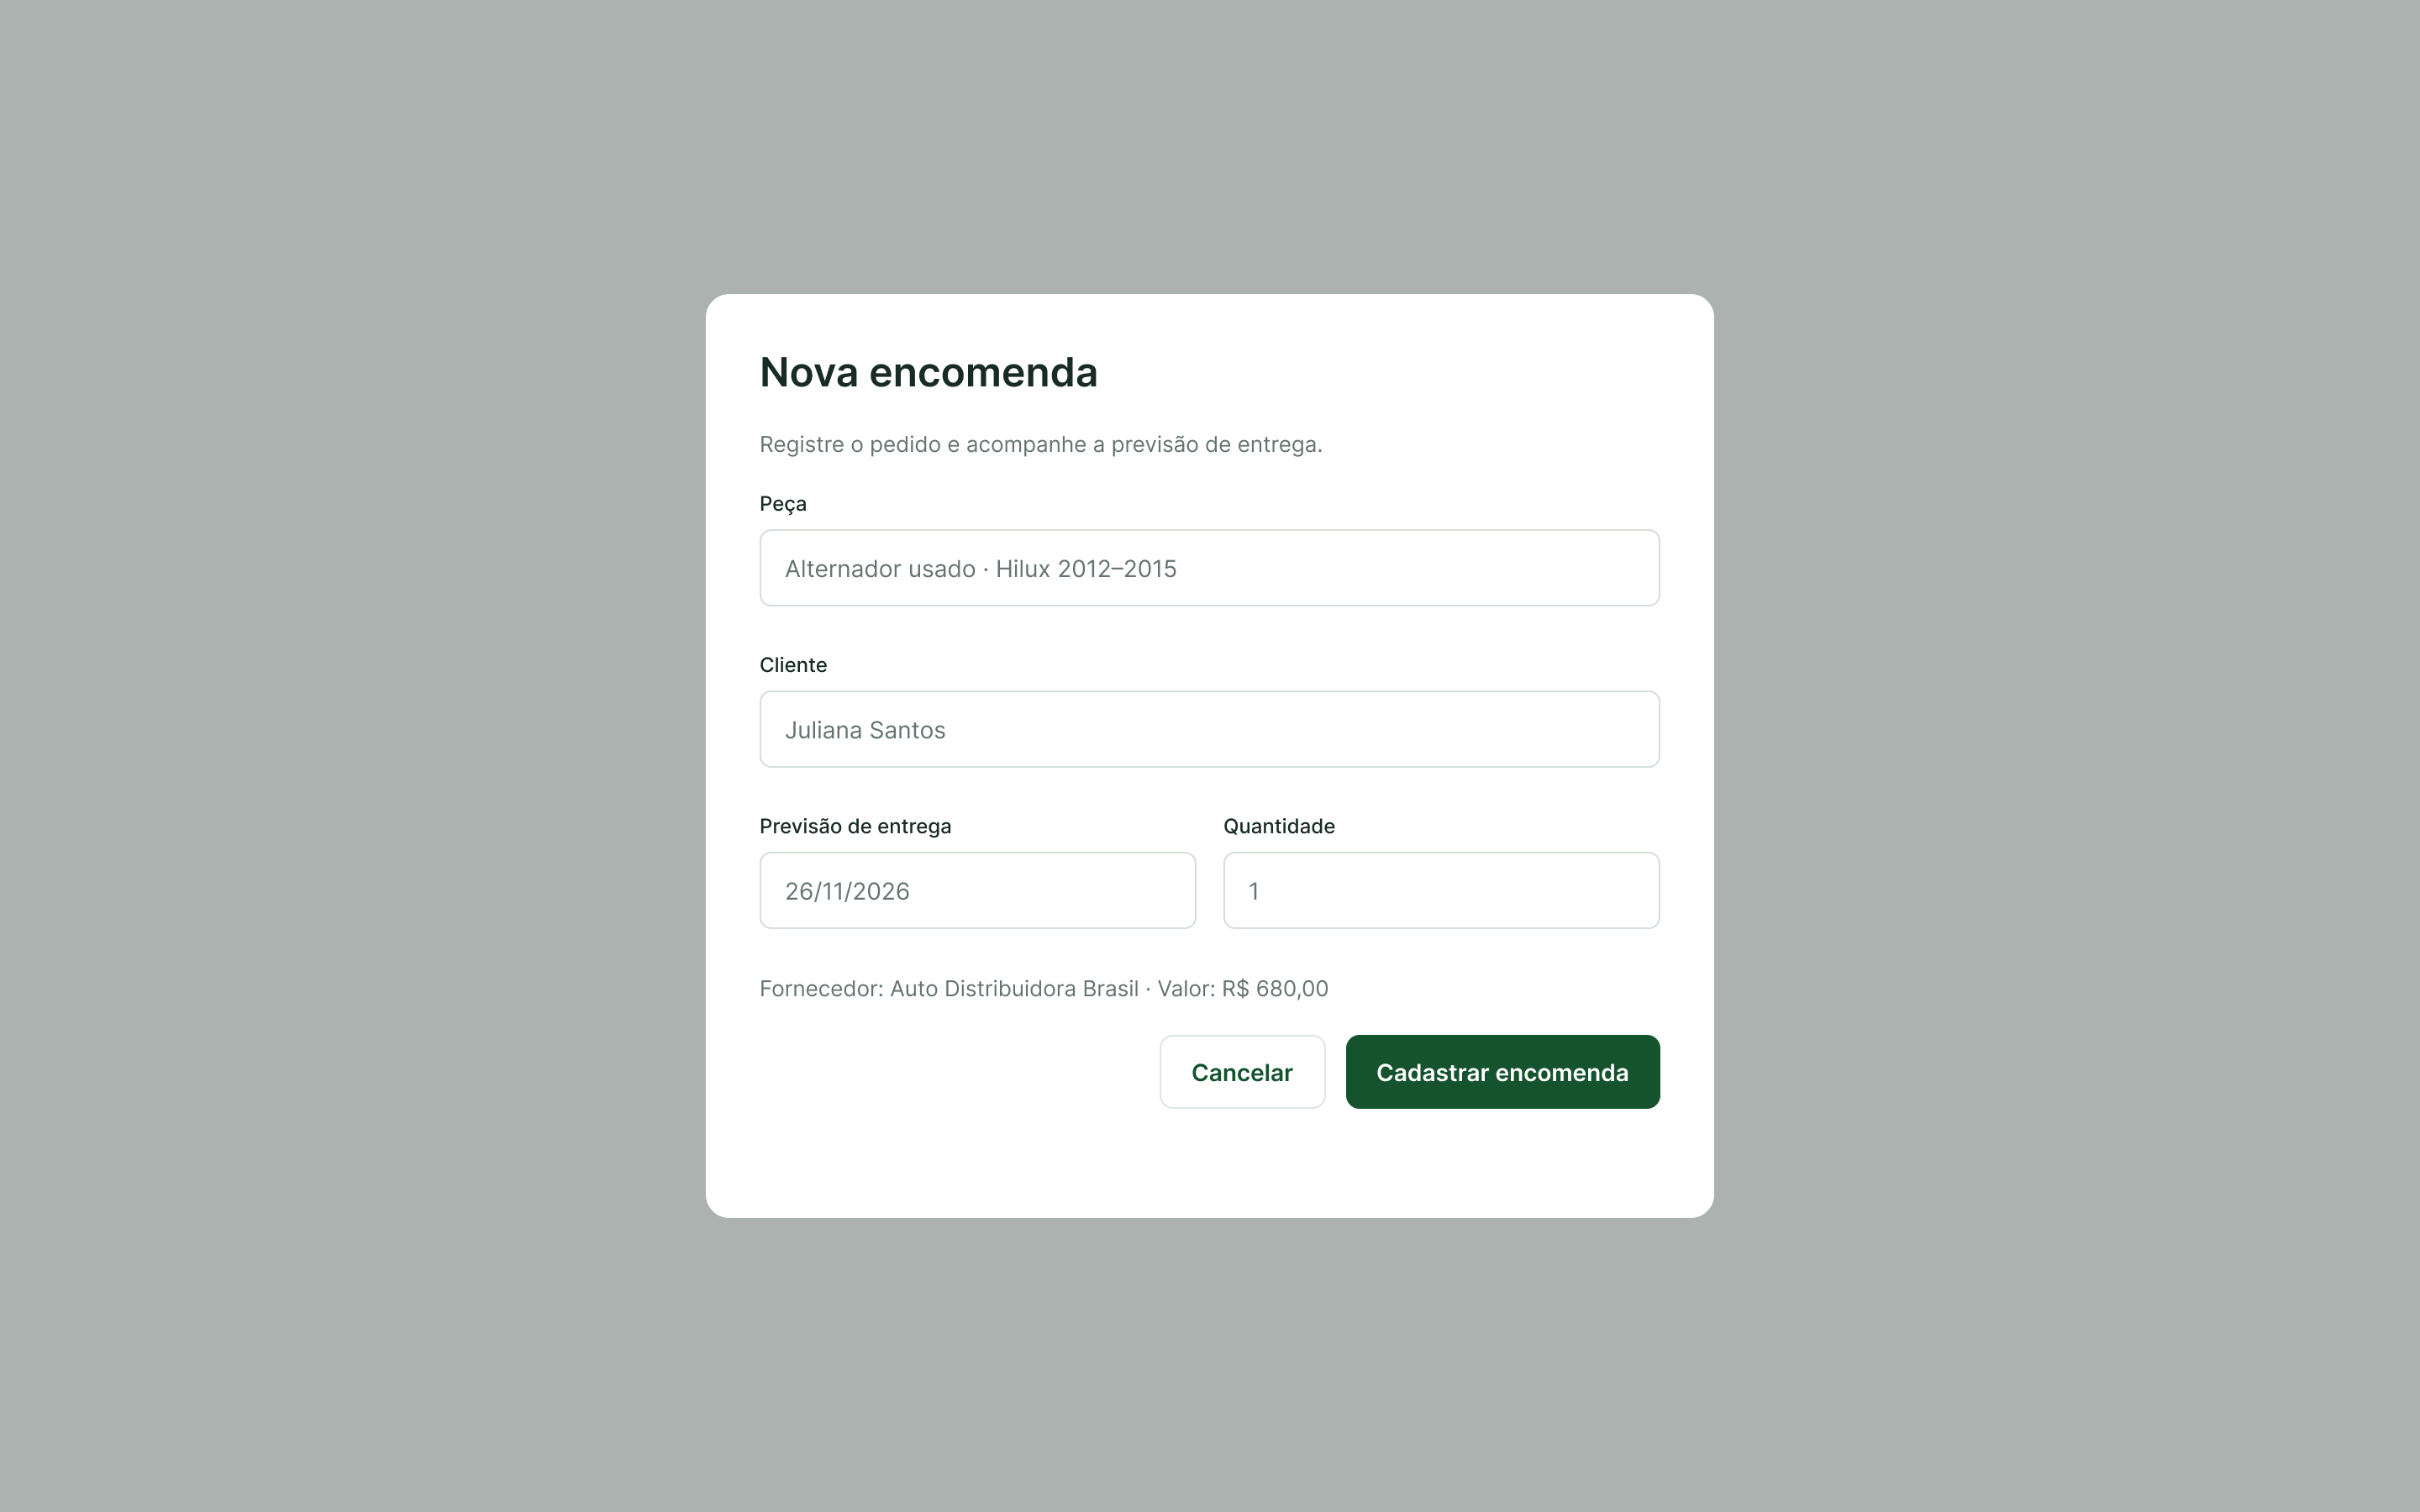 Nova encomenda
Registre o pedido e acompanhe a previsão de entrega.
Peça
Alternador usado · Hilux 2012–2015
Cliente
Juliana Santos
Previsão de entrega
26/11/2026
Quantidade
1
Fornecedor: Auto Distribuidora Brasil · Valor: R$ 680,00
Cancelar
Cadastrar encomenda